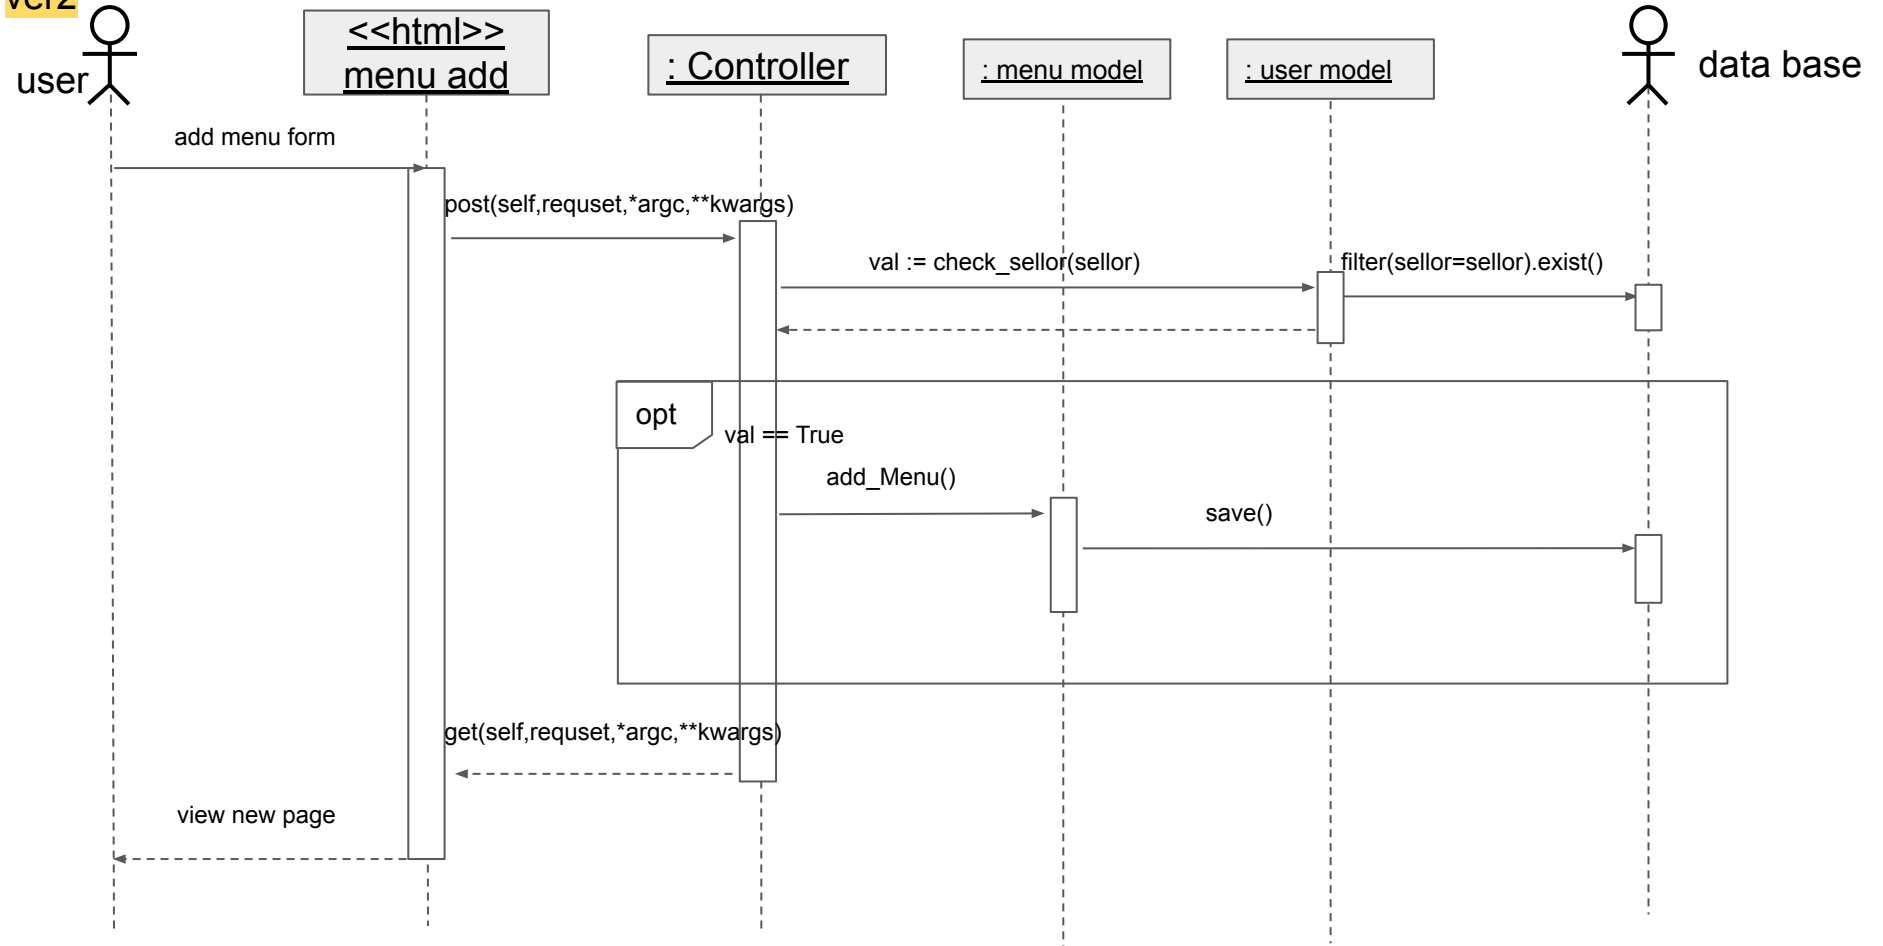 ver2
user
<<html>>
menu add
: Controller
: menu model
: user model
data base
add menu form
post(self,requset,*argc,**kwargs)
val := check_sellor(sellor)
filter(sellor=sellor).exist()
opt
val == True
add_Menu()
save()
get(self,requset,*argc,**kwargs)
view new page